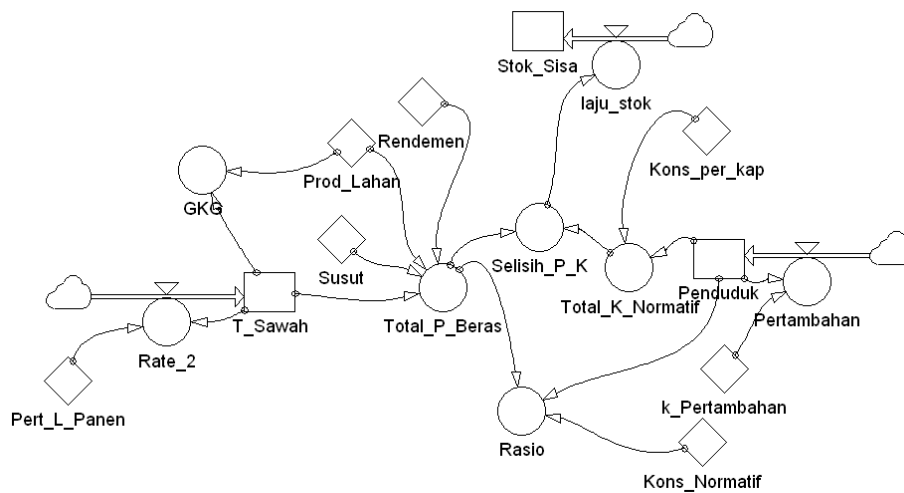 Stok_Sisa
laju_stok
Rendemen
Kons_per_kap
Prod_Lahan
GKG
Selisih_P_K
Susut
Total_K_Normatif
Penduduk
Pertambahan
T_Sawah
Total_P_Beras
Rate_2
Pert_L_Panen
k_Pertambahan
Rasio
Kons_Normatif